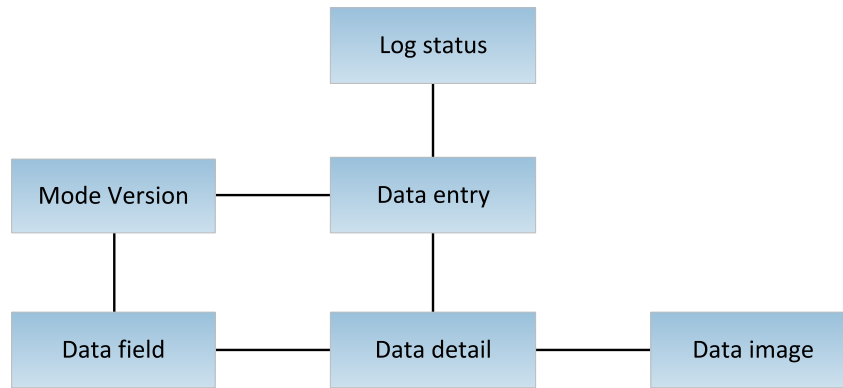 Log status
Mode Version
Data entry
Data field
Data detail
Data image